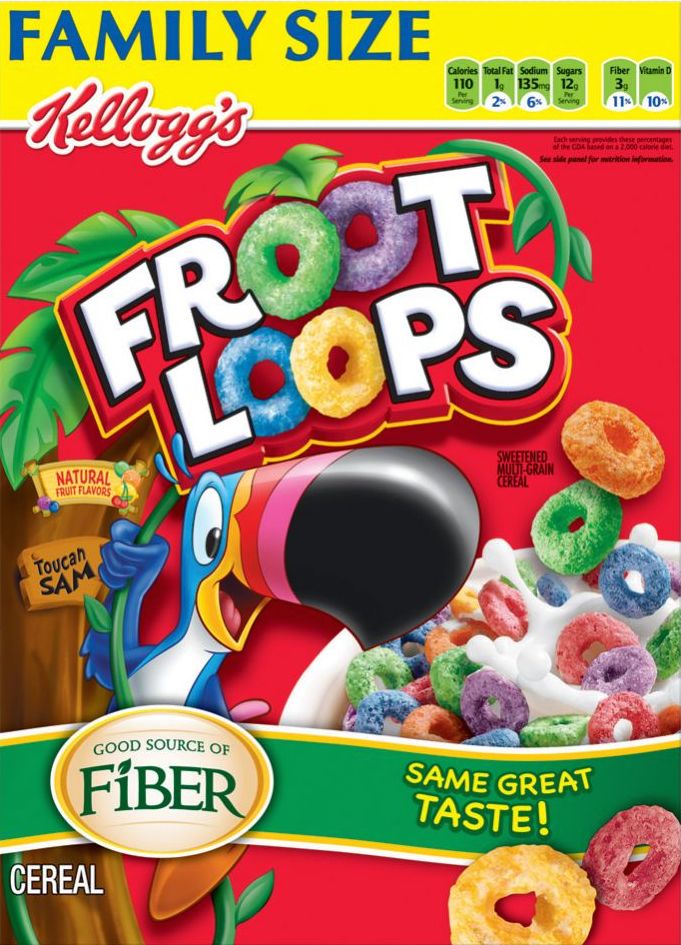 FAMILY SIZE
Calories Total Fat Sodium Sugars Fiber Vitamin D
110 1g 135mg 12g 3g
Per Serving 2% 6% Per Serving 11% 10%
Kellogg's
Each serving provides these percentages
of the GDA based on a 2,000 calorie diet.
See side panel for nutrition information.
FROOT
LOOPS
SWEETENED
MULTI-GRAIN
CEREAL
NATURAL
FRUIT FLAVORS
Toucan
SAM
GOOD SOURCE OF
FiBER
SAME GREAT
TASTE!
CEREAL